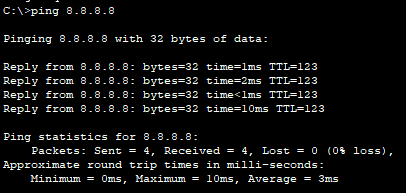 C:\>ping 8.8.8.8
Pinging 8.8.8.8 with 32 bytes of data:
Reply from 8.8.8.8: bytes=32 time=1ms TTL=123
Reply from 8.8.8.8: bytes=32 time=2ms TTL=123
Reply from 8.8.8.8: bytes=32 time<1ms TTL=123
Reply from 8.8.8.8: bytes=32 time=10ms TTL=123
Ping statistics for 8.8.8.8:
    Packets: Sent = 4, Received = 4, Lost = 0 (0% loss),
Approximate round trip times in milli-seconds:
    Minimum = 0ms, Maximum = 10ms, Average = 3ms